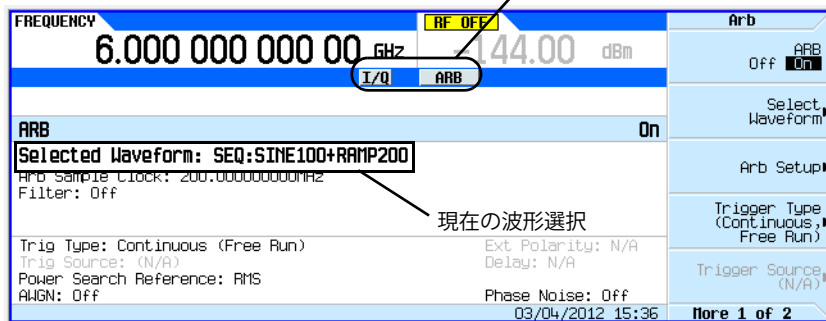 FREQUENCY
RF OFF
6.000 000 000 00 GHz
-144.00 dBm
I/Q
ARB
ARB
On
Selected Waveform: SEQ:SINE100+RAMP200
Arb Sample Clock: 200.000000000MHz
Filter: Off
現在の波形選択
Trig Type: Continuous (Free Run)
Ext Polarity: N/A
Trig Source: (N/A)
Delay: N/A
Power Search Reference: RMS
AWGN: Off
Phase Noise: Off
03/04/2012 15:36
Arb
ARB
Off On
Select
Waveform
Arb Setup
Trigger Type
(Continuous,
Free Run)
Trigger Source
(N/A)
More 1 of 2